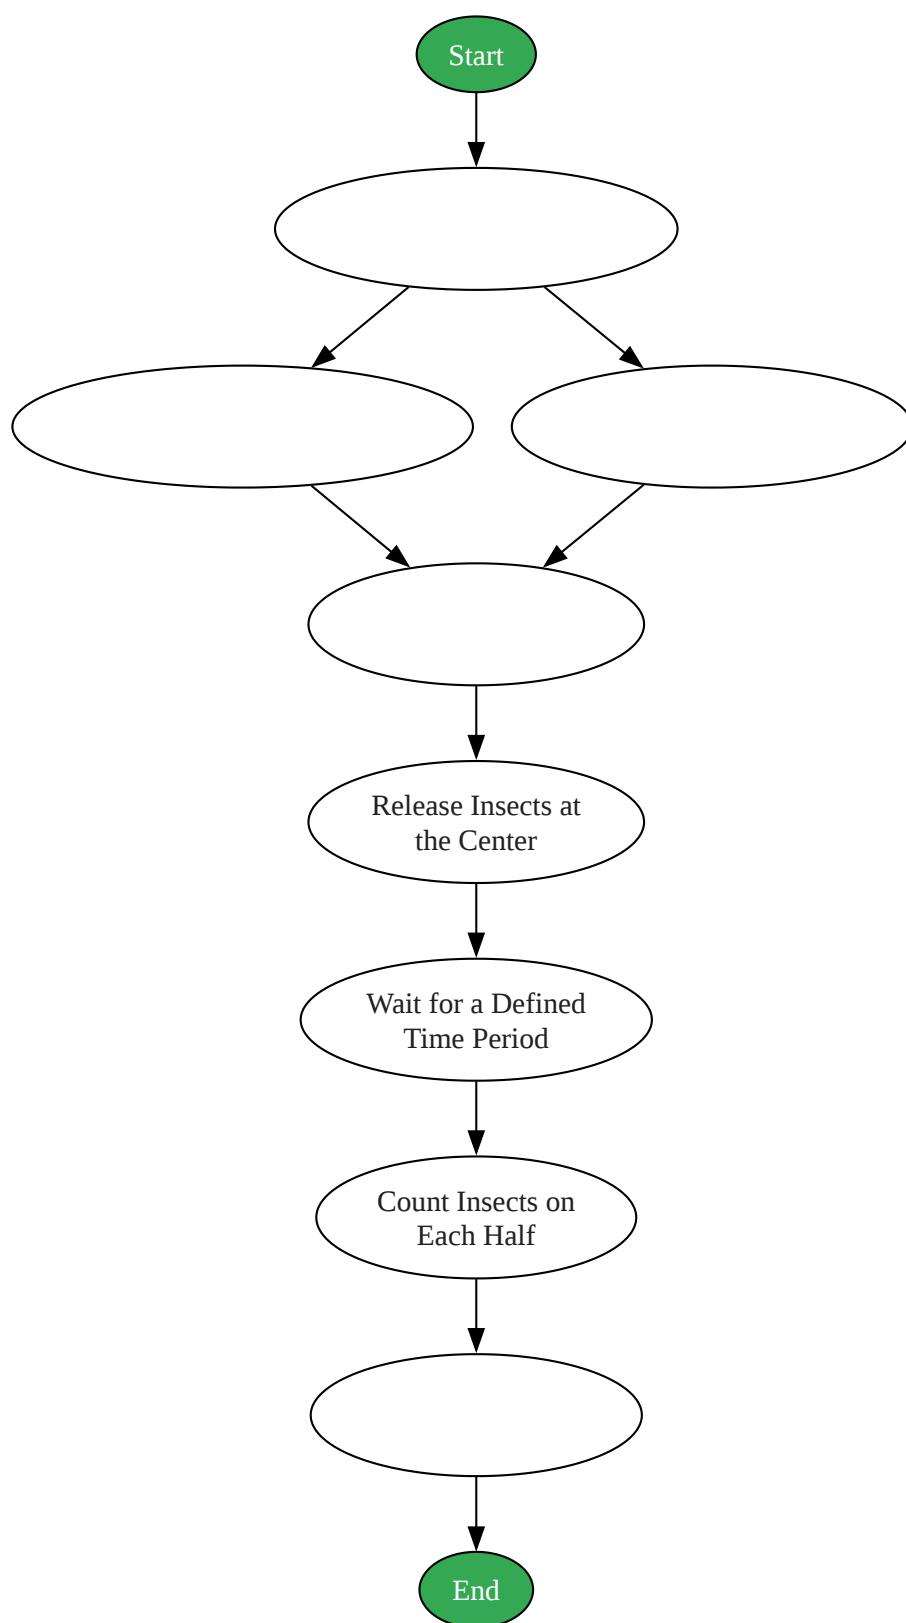 Start
Release Insects at
the Center
Wait for a Defined
Time Period
Count Insects on
Each Half
End